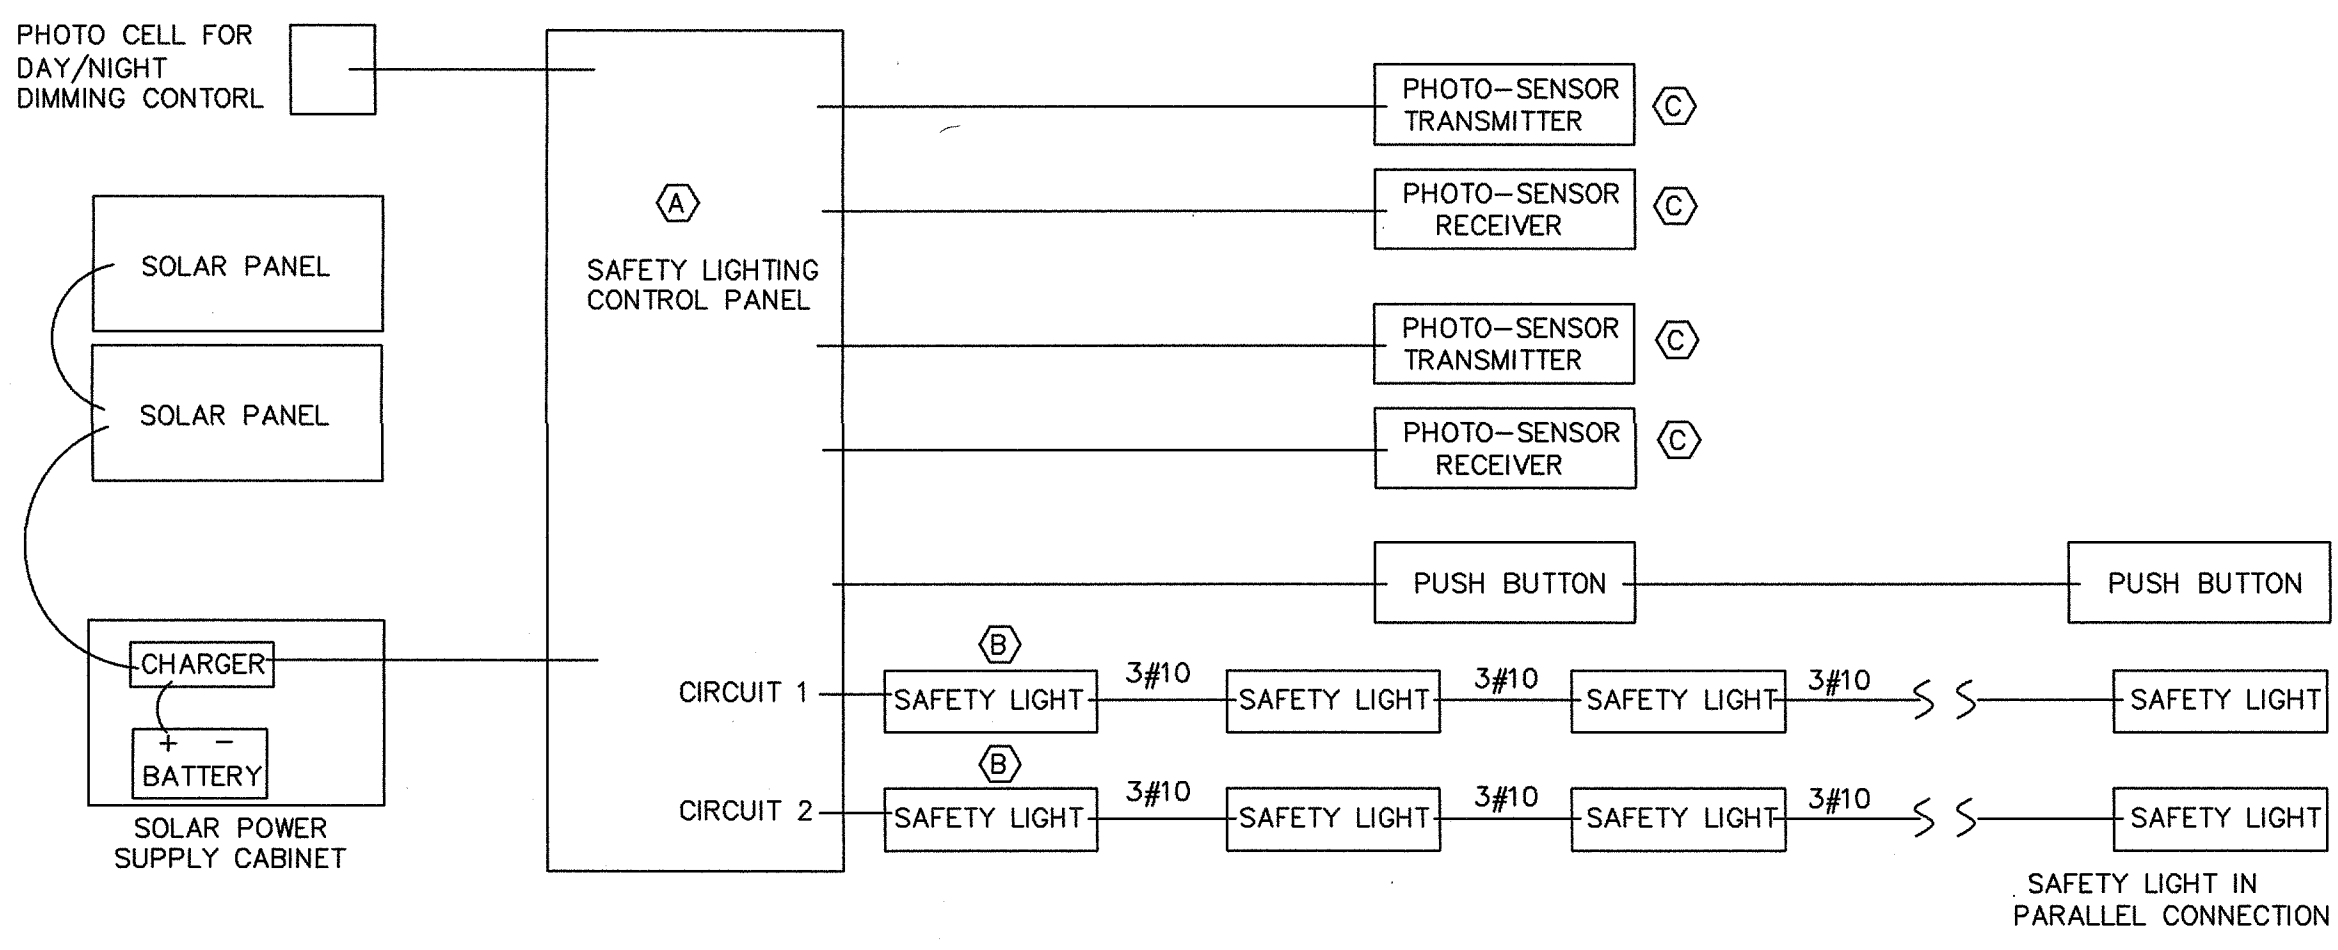 PHOTO CELL FOR
DAY/NIGHT
DIMMING CONTORL
SOLAR PANEL
SOLAR PANEL
CHARGER
+ -
BATTERY
SOLAR POWER
SUPPLY CABINET
A
SAFETY LIGHTING
CONTROL PANEL
PHOTO-SENSOR
TRANSMITTER
C
PHOTO-SENSOR
RECEIVER
C
PHOTO-SENSOR
TRANSMITTER
C
PHOTO-SENSOR
RECEIVER
C
PUSH BUTTON
PUSH BUTTON
B
CIRCUIT 1
SAFETY LIGHT
3#10
SAFETY LIGHT
3#10
SAFETY LIGHT
3#10
SAFETY LIGHT
B
CIRCUIT 2
SAFETY LIGHT
3#10
SAFETY LIGHT
3#10
SAFETY LIGHT
3#10
SAFETY LIGHT
SAFETY LIGHT IN
PARALLEL CONNECTION